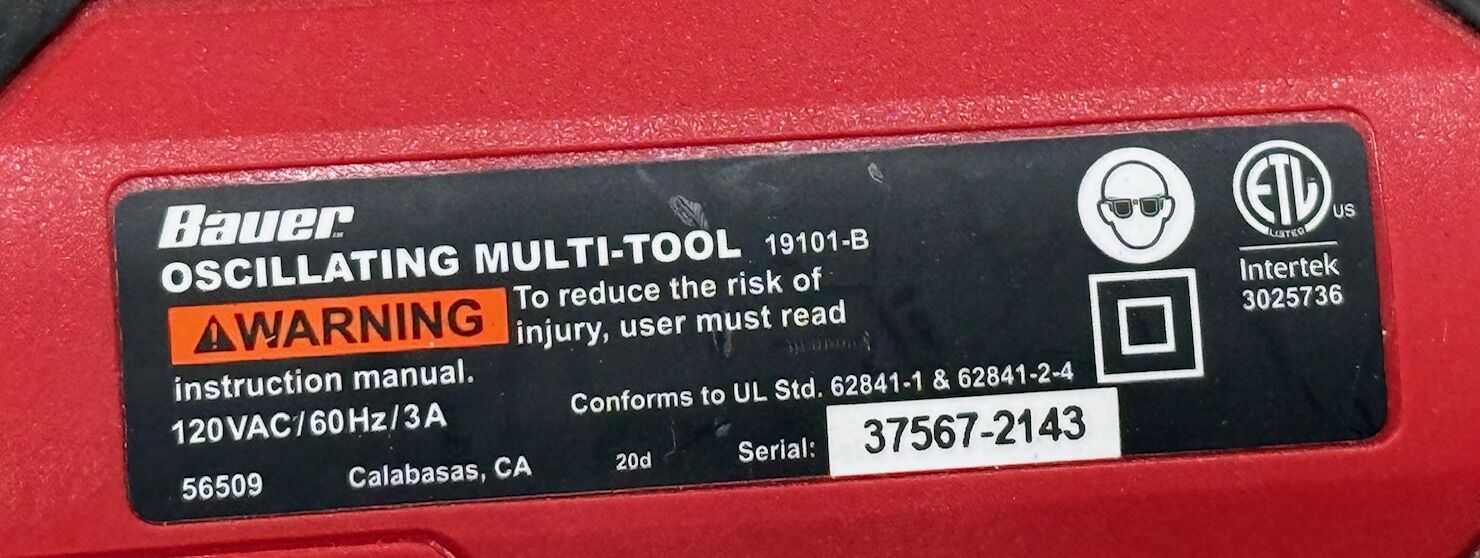 Bauer
OSCILLATING MULTI-TOOL 19101-B
⚠WARNING To reduce the risk of
injury, user must read
instruction manual.
120VAC/60Hz/3A
Conforms to UL Std. 62841-1 & 62841-2-4
56509 Calabasas, CA 20d Serial: 37567-2143
ETL US
LISTED
Intertek
3025736